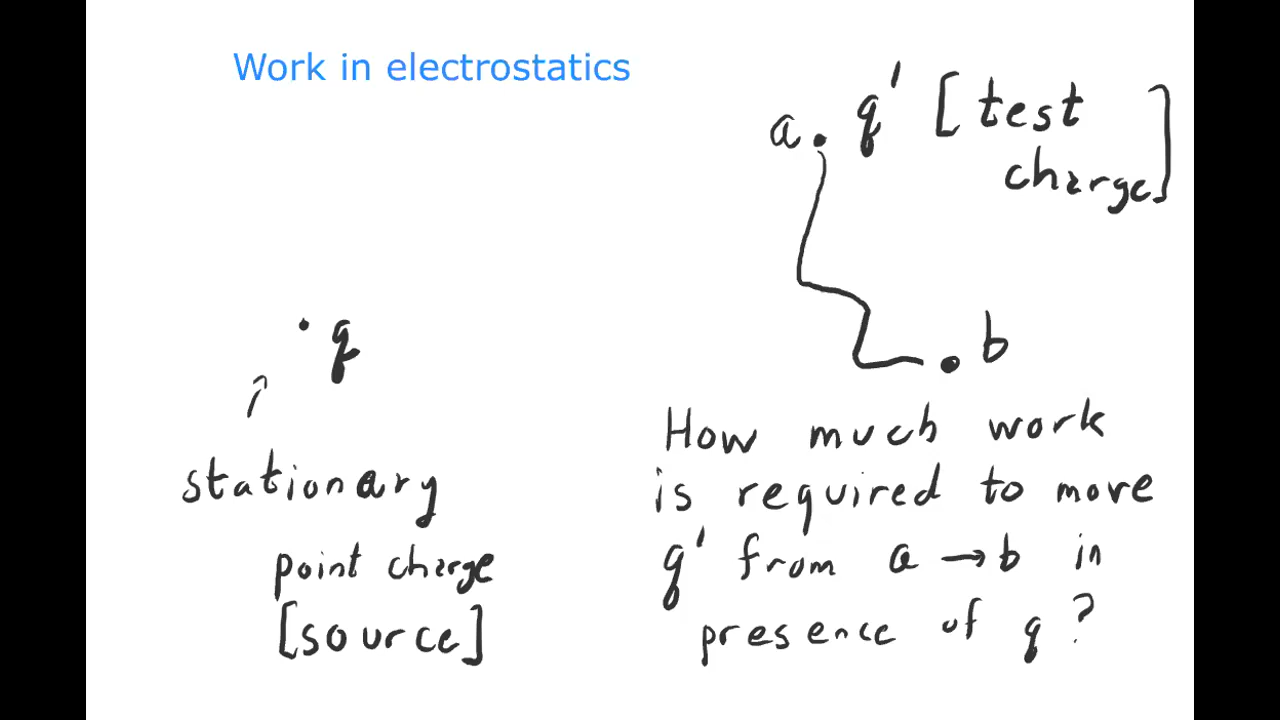 Work in electrostatics
a q' [test
charge]
q
b
stationary
point charge
[source]
How much work
is required to move
q' from a → b in
presence of q?